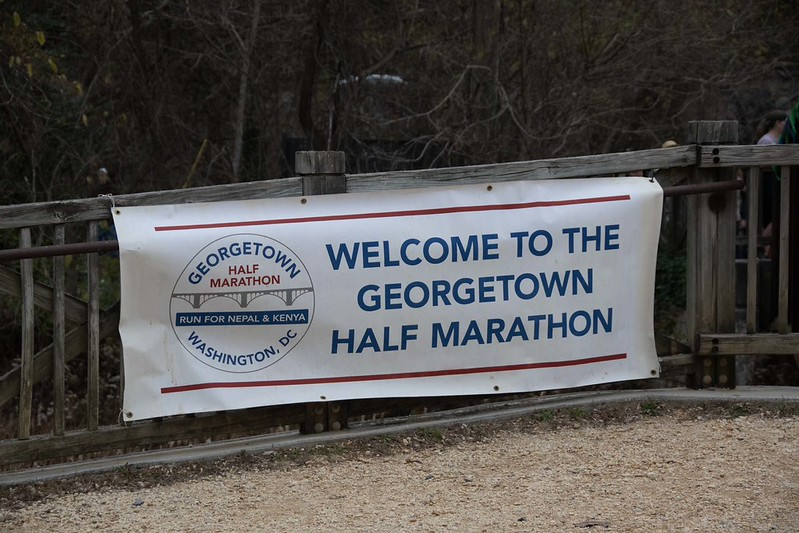 GEORGETOWN
HALF
MARATHON
RUN FOR NEPAL & KENYA
WASHINGTON, DC
WELCOME TO THE
GEORGETOWN
HALF MARATHON